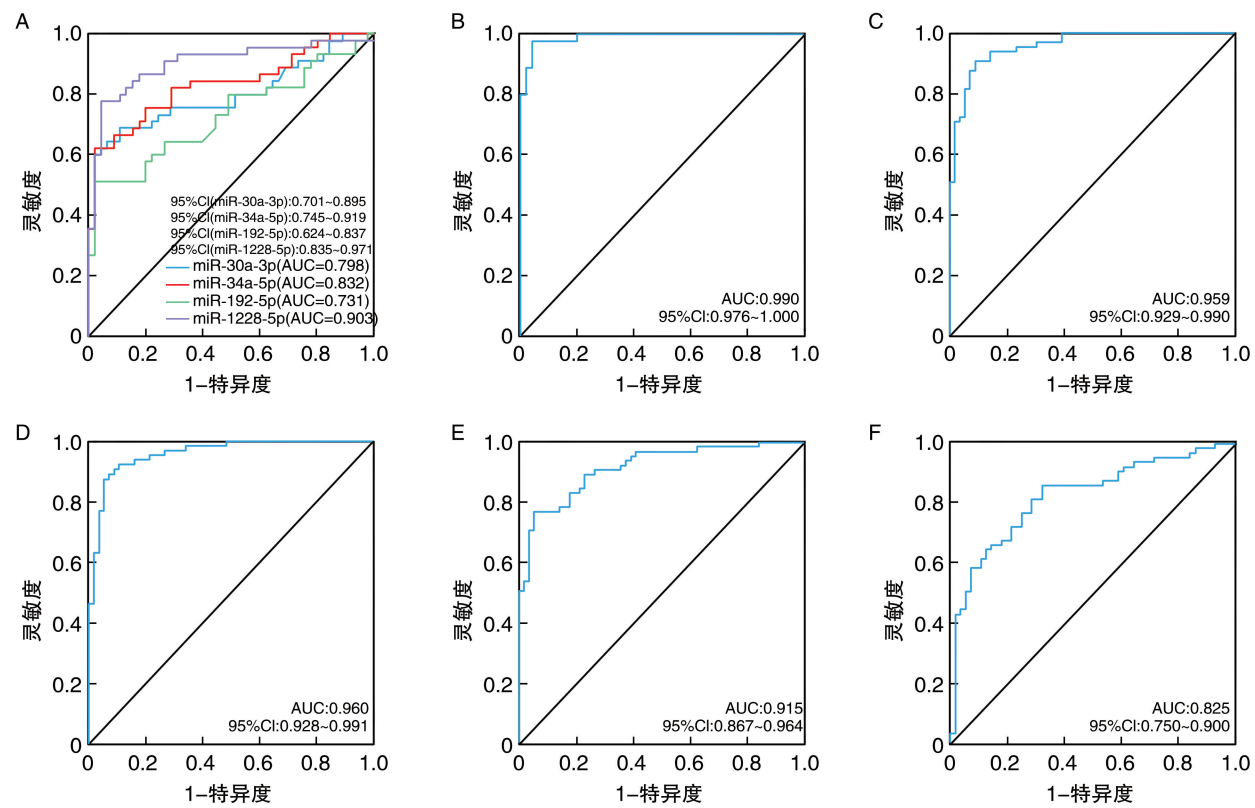 A
1.0
0.8
0.6
0.4
0.2
0
灵敏度
95%CI(miR-30a-3p):0.701~0.895
95%CI(miR-34a-5p):0.745~0.919
95%CI(miR-192-5p):0.624~0.837
95%CI(miR-1228-5p):0.835~0.971
miR-30a-3p(AUC=0.798)
miR-34a-5p(AUC=0.832)
miR-192-5p(AUC=0.731)
miR-1228-5p(AUC=0.903)
0 0.2 0.4 0.6 0.8 1.0
1-特异度
B
1.0
0.8
0.6
0.4
0.2
0
灵敏度
AUC:0.990
95%CI:0.976~1.000
0 0.2 0.4 0.6 0.8 1.0
1-特异度
C
1.0
0.8
0.6
0.4
0.2
0
灵敏度
AUC:0.959
95%CI:0.929~0.990
0 0.2 0.4 0.6 0.8 1.0
1-特异度
D
1.0
0.8
0.6
0.4
0.2
0
灵敏度
AUC:0.960
95%CI:0.928~0.991
0 0.2 0.4 0.6 0.8 1.0
1-特异度
E
1.0
0.8
0.6
0.4
0.2
0
灵敏度
AUC:0.915
95%CI:0.867~0.964
0 0.2 0.4 0.6 0.8 1.0
1-特异度
F
1.0
0.8
0.6
0.4
0.2
0
灵敏度
AUC:0.825
95%CI:0.750~0.900
0 0.2 0.4 0.6 0.8 1.0
1-特异度